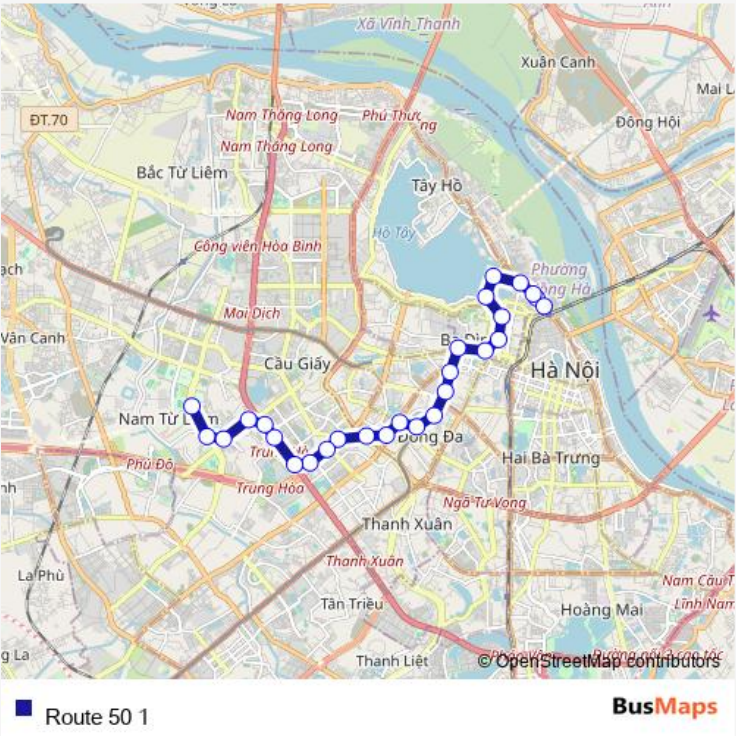 Xã Vĩnh Thanh
Xuân Canh
Mai L
ĐT.70
Nam Thăng Long
Phú Thượng
Đông Hội
Nam Thăng Long
Bắc Từ Liêm
Tây Hồ
Hồ Tây
Công viên Hòa Bình
Phường
Mai Dịch
Vân Canh
Cầu Giấy
Hà Nội
Nam Từ Liêm
Đống Đa
Phú Đô
Hai Bà Trưng
Trung Hòa
Ngã Tư Vọng
Thanh Xuân
Thanh Xuân
La Phù
Nam Cầu T
Tân Triều
Hoàng Mai
Lĩnh Nam
g La
Thanh Liệt
© OpenStreetMap contributors
Route 50 1
BusMaps